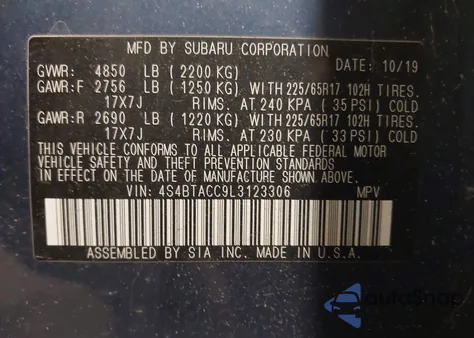 MFD BY SUBARU CORPORATION
GVWR: 4850 LB ( 2200 KG) DATE: 10/19
GAWR:F 2756 LB ( 1250 KG) WITH 225/65R17 102H TIRES.
17X7J RIMS. AT 240 KPA ( 35 PSI) COLD
GAWR:R 2690 LB ( 1220 KG) WITH 225/65R17 102H TIRES.
17X7J RIMS. AT 230 KPA ( 33 PSI) COLD
THIS VEHICLE CONFORMS TO ALL APPLICABLE FEDERAL MOTOR
VEHICLE SAFETY AND THEFT PREVENTION STANDARDS
IN EFFECT ON THE DATE OF MANUFACTURE SHOWN ABOVE.
VIN: 4S4BTACC9L3123306 MPV
ASSEMBLED BY SIA INC. MADE IN U.S.A.
autoSnap